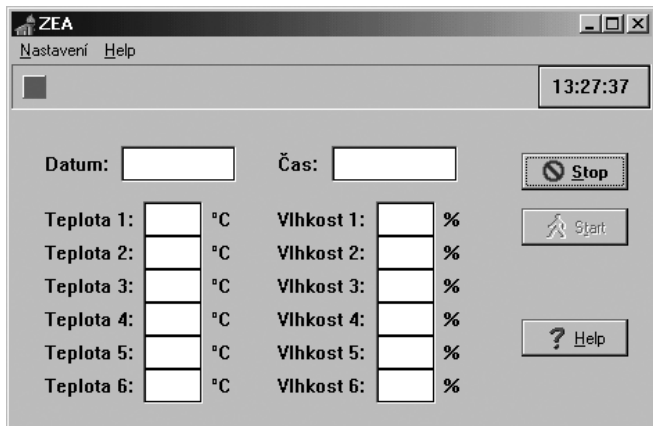 ZEA
Nastavení Help
13:27:37
Datum: Čas:
Stop
Teplota 1: °C Vlhkost 1: %
Start
Teplota 2: °C Vlhkost 2: %
Teplota 3: °C Vlhkost 3: %
Teplota 4: °C Vlhkost 4: %
? Help
Teplota 5: °C Vlhkost 5: %
Teplota 6: °C Vlhkost 6: %